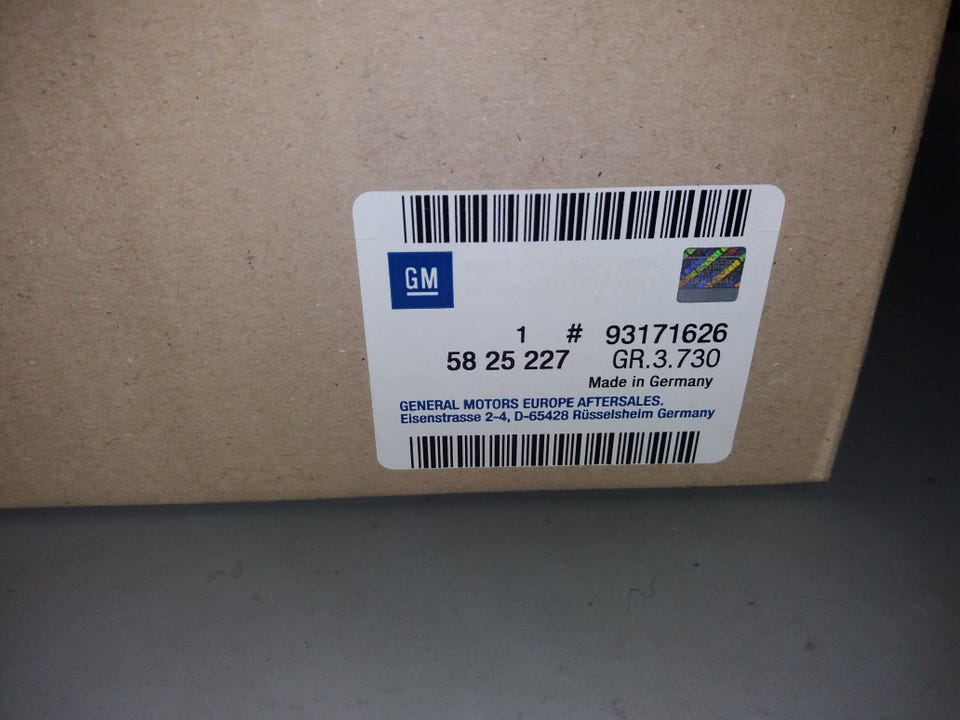 GM
ORIGINAL
1 # 93171626
58 25 227 GR.3.730
Made in Germany
GENERAL MOTORS EUROPE AFTERSALES.
Eisenstrasse 2-4, D-65428 Rüsselsheim Germany